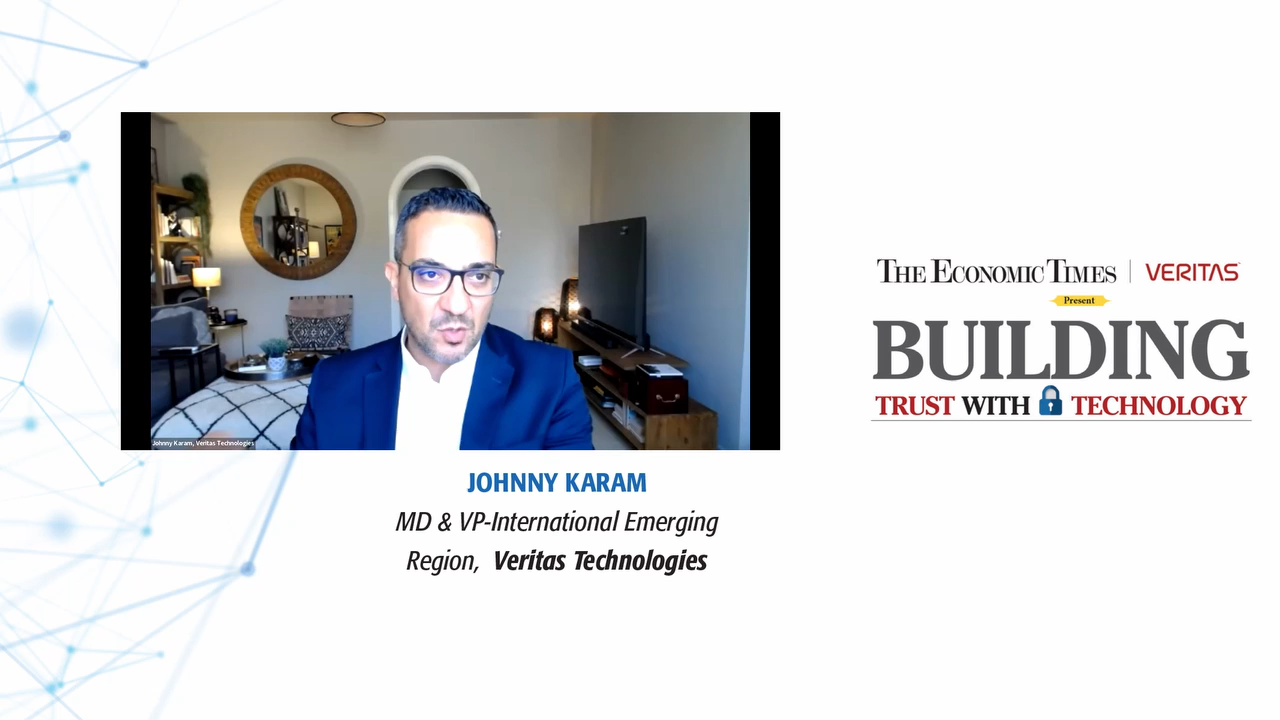 Johnny Karam, Veritas Technologies
JOHNNY KARAM
MD & VP-International Emerging
Region, Veritas Technologies
THE ECONOMIC TIMES | VERITAS
Present
BUILDING
TRUST WITH TECHNOLOGY